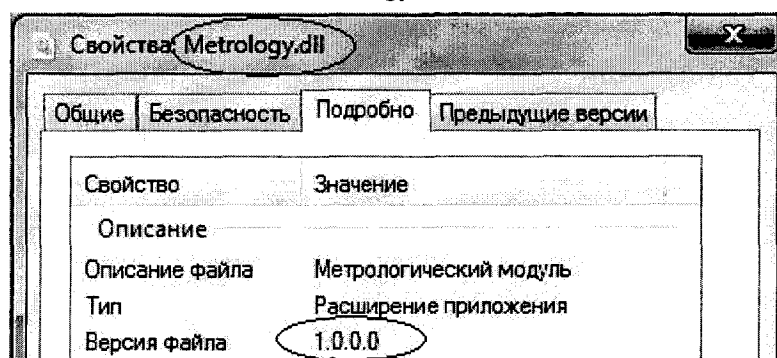 Свойства: Metrology.dll
Общие Безопасность Подробно Предыдущие версии
Свойство Значение
Описание
Описание файла Метрологический модуль
Тип Расширение приложения
Версия файла 1.0.0.0